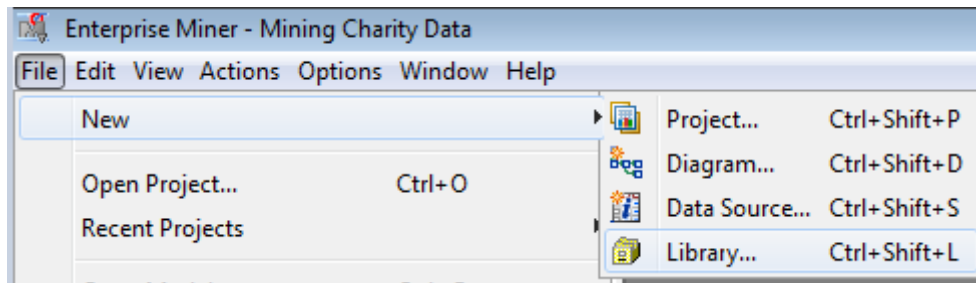 Enterprise Miner - Mining Charity Data
File Edit View Actions Options Window Help
New
Project... Ctrl+Shift+P
Diagram... Ctrl+Shift+D
Open Project... Ctrl+O
Data Source... Ctrl+Shift+S
Recent Projects
Library... Ctrl+Shift+L